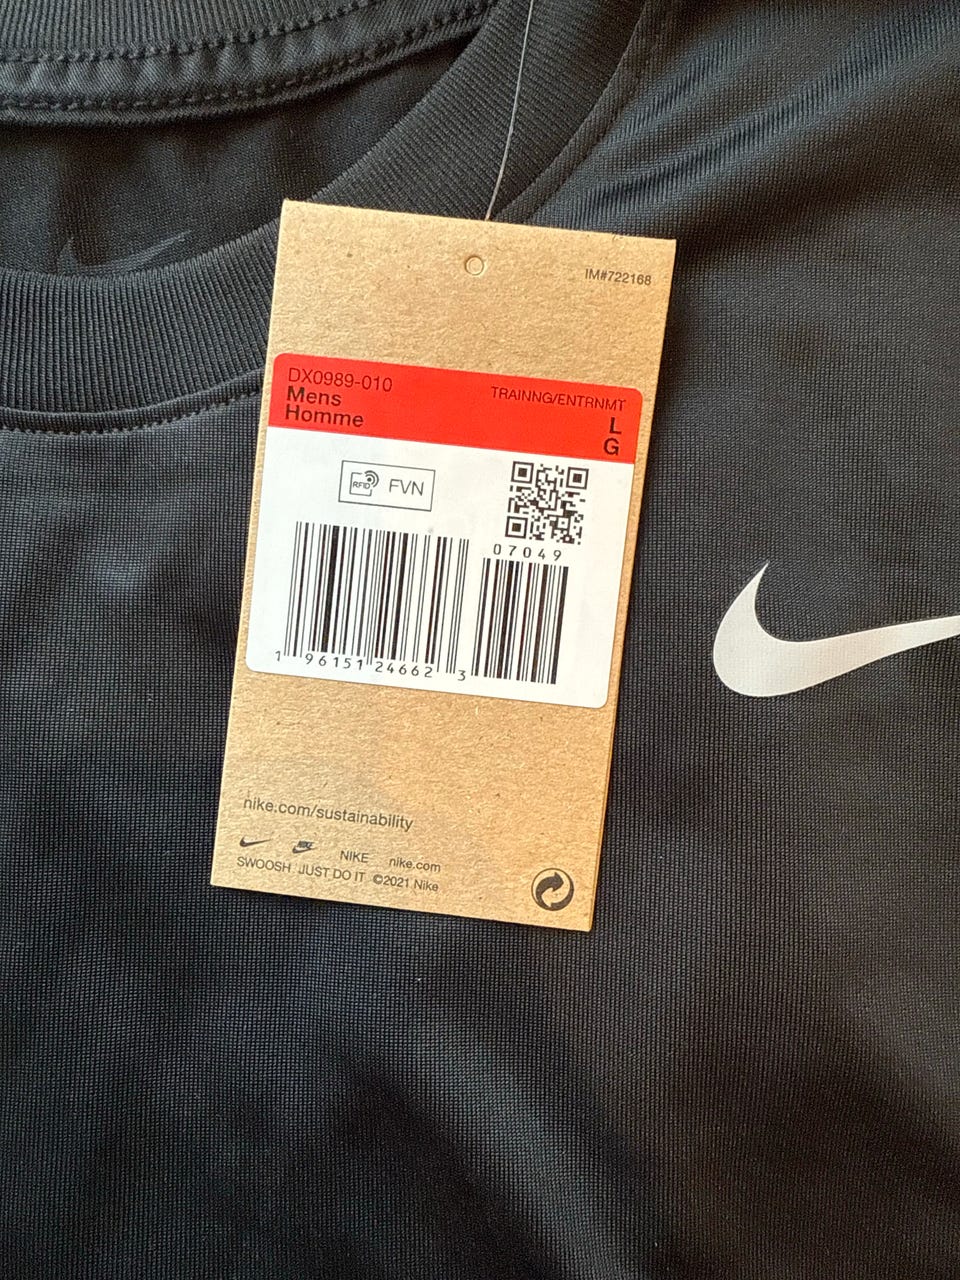 IM#722168
DX0989-010
TRAINNG/ENTRNMT
Mens
L
Homme
G
RFID FVN
07049
1 96151 24662 3
nike.com/sustainability
NIKE nike.com
SWOOSH JUST DO IT ©2021 Nike